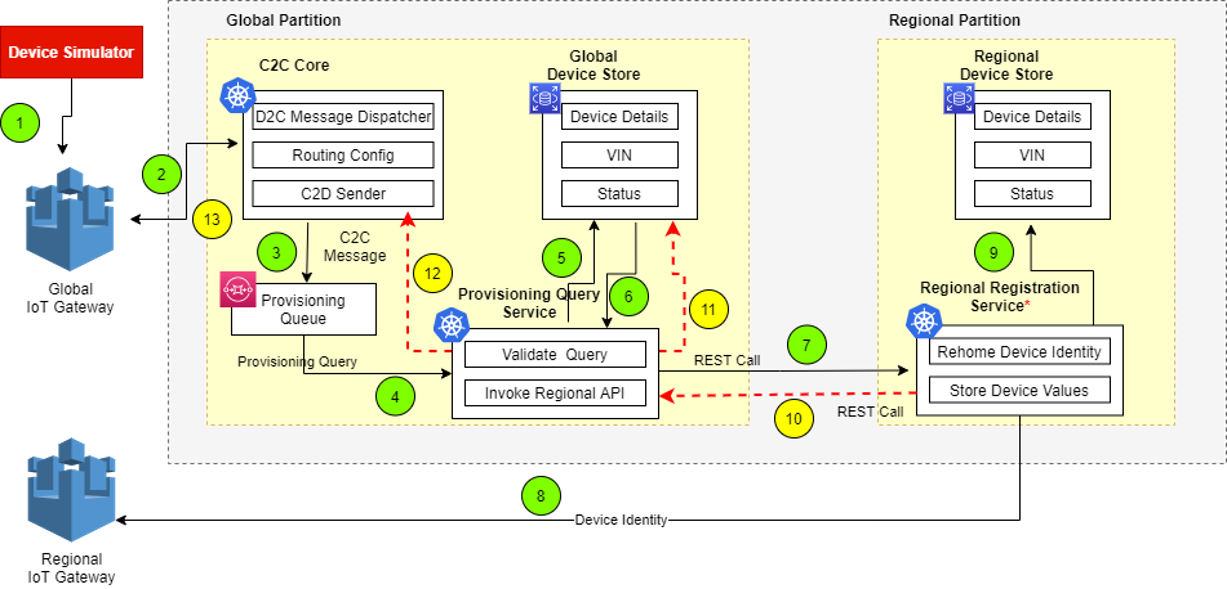 Global Partition
Regional Partition
Device Simulator
C2C Core
Global
Device Store
Regional
Device Store
D2C Message Dispatcher
Routing Config
C2D Sender
Device Details
VIN
Status
Device Details
VIN
Status
1
2
13
3
C2C
Message
12
5
6
11
9
Global
IoT Gateway
Provisioning
Queue
Provisioning Query
Service
Regional Registration
Service*
Provisioning Query
4
Validate Query
Invoke Regional API
REST Call
7
10
REST Call
Rehome Device Identity
Store Device Values
8
Device Identity
Regional
IoT Gateway